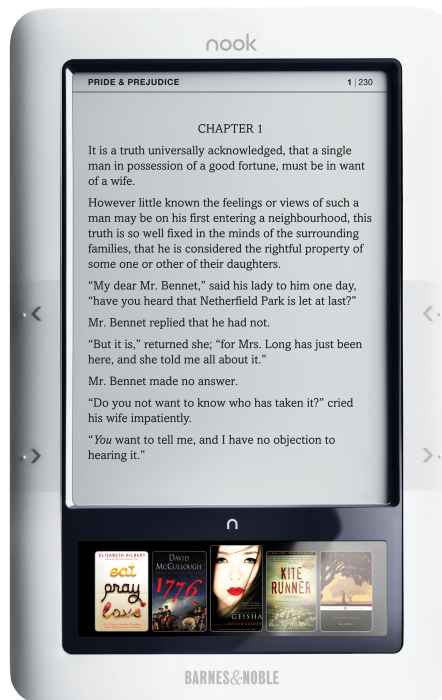 nook
PRIDE & PREJUDICE 1 | 230
CHAPTER 1
It is a truth universally acknowledged, that a single
man in possession of a good fortune, must be in want
of a wife.
However little known the feelings or views of such a
man may be on his first entering a neighbourhood, this
truth is so well fixed in the minds of the surrounding
families, that he is considered the rightful property of
some one or other of their daughters.
“My dear Mr. Bennet,” said his lady to him one day,
“have you heard that Netherfield Park is let at last?”
Mr. Bennet replied that he had not.
“But it is,” returned she; “for Mrs. Long has just been
here, and she told me all about it.”
Mr. Bennet made no answer.
“Do you not want to know who has taken it?” cried
his wife impatiently.
“You want to tell me, and I have no objection to
hearing it.”
n
ELIZABETH GILBERT
eat
pray
love
DAVID
McCULLOUGH
1776
GEISHA
KITE
RUNNER
BARNES&NOBLE